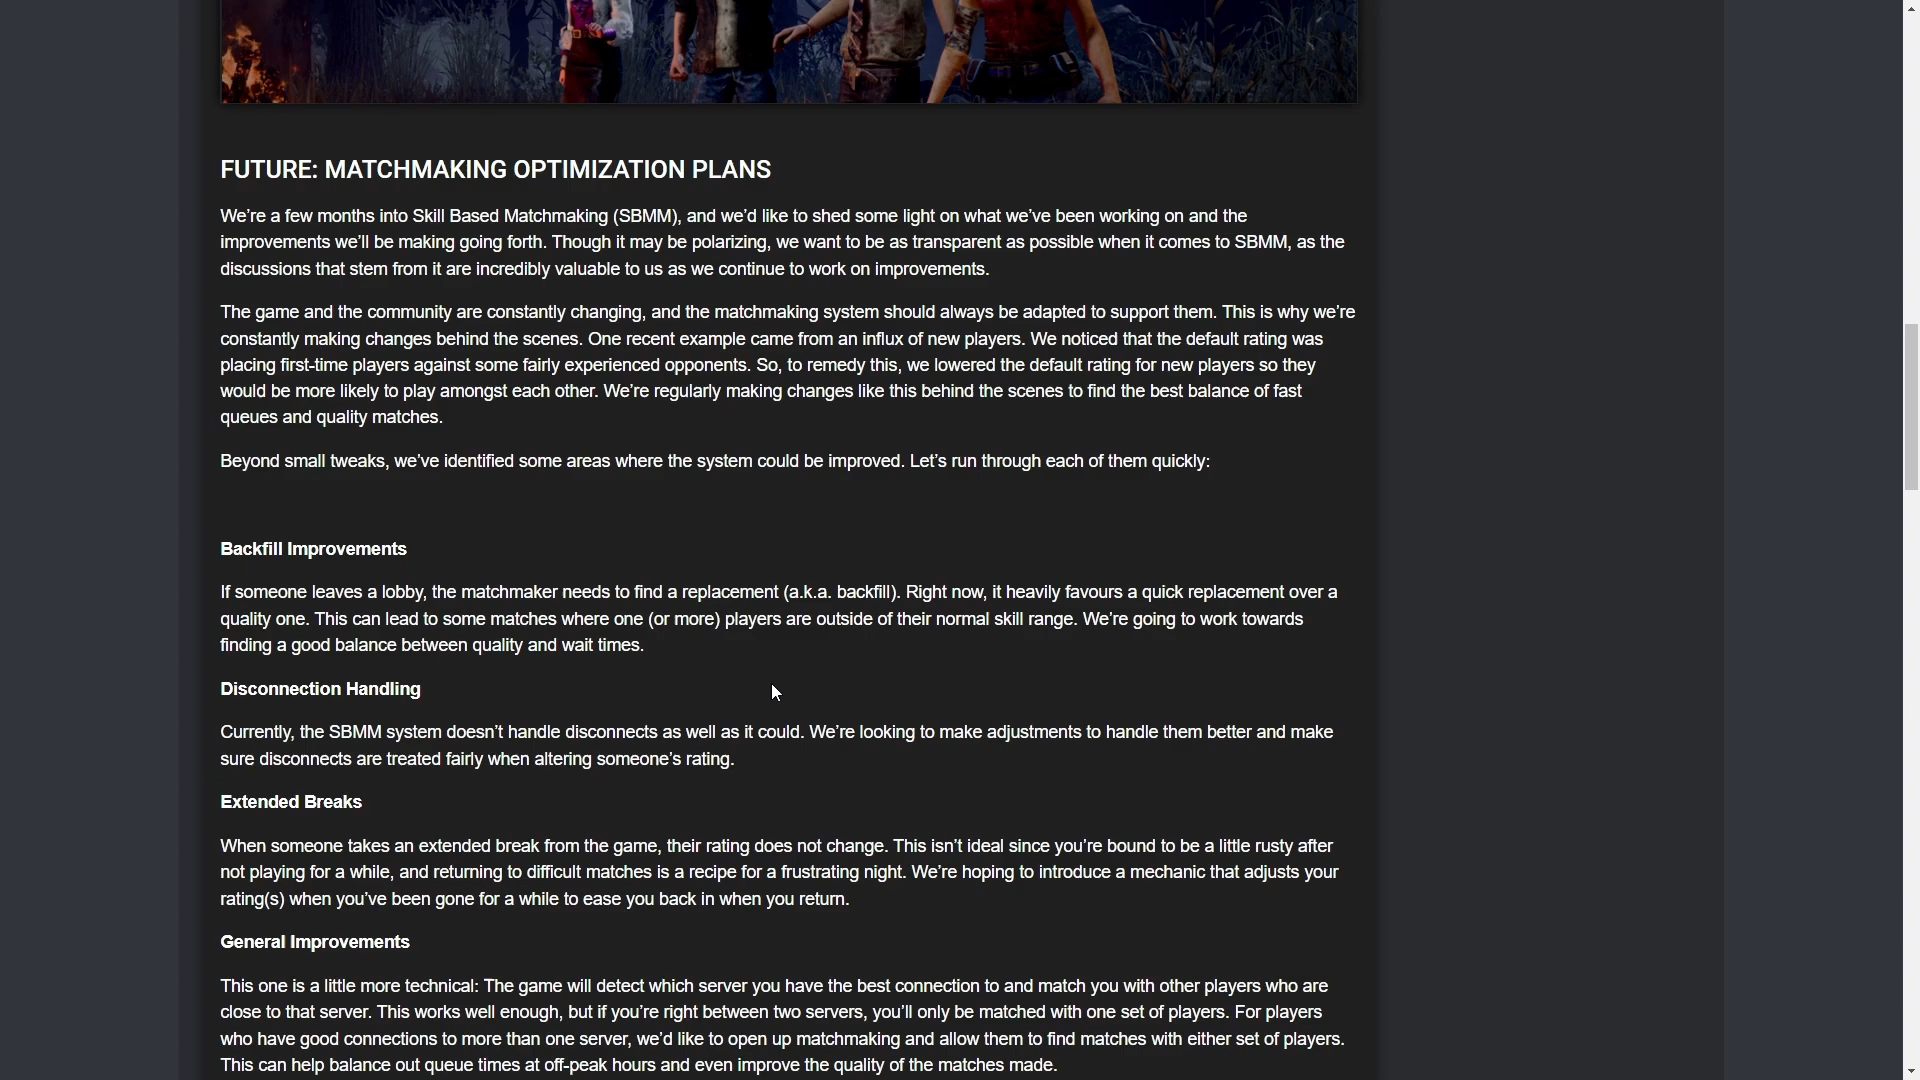 FUTURE: MATCHMAKING OPTIMIZATION PLANS
We’re a few months into Skill Based Matchmaking (SBMM), and we’d like to shed some light on what we’ve been working on and the
improvements we’ll be making going forth. Though it may be polarizing, we want to be as transparent as possible when it comes to SBMM, as the
discussions that stem from it are incredibly valuable to us as we continue to work on improvements.
The game and the community are constantly changing, and the matchmaking system should always be adapted to support them. This is why we’re
constantly making changes behind the scenes. One recent example came from an influx of new players. We noticed that the default rating was
placing first-time players against some fairly experienced opponents. So, to remedy this, we lowered the default rating for new players so they
would be more likely to play amongst each other. We’re regularly making changes like this behind the scenes to find the best balance of fast
queues and quality matches.
Beyond small tweaks, we’ve identified some areas where the system could be improved. Let’s run through each of them quickly:
Backfill Improvements
If someone leaves a lobby, the matchmaker needs to find a replacement (a.k.a. backfill). Right now, it heavily favours a quick replacement over a
quality one. This can lead to some matches where one (or more) players are outside of their normal skill range. We’re going to work towards
finding a good balance between quality and wait times.
Disconnection Handling
Currently, the SBMM system doesn’t handle disconnects as well as it could. We’re looking to make adjustments to handle them better and make
sure disconnects are treated fairly when altering someone’s rating.
Extended Breaks
When someone takes an extended break from the game, their rating does not change. This isn’t ideal since you’re bound to be a little rusty after
not playing for a while, and returning to difficult matches is a recipe for a frustrating night. We’re hoping to introduce a mechanic that adjusts your
rating(s) when you’ve been gone for a while to ease you back in when you return.
General Improvements
This one is a little more technical: The game will detect which server you have the best connection to and match you with other players who are
close to that server. This works well enough, but if you’re right between two servers, you’ll only be matched with one set of players. For players
who have good connections to more than one server, we’d like to open up matchmaking and allow them to find matches with either set of players.
This can help balance out queue times at off-peak hours and even improve the quality of the matches made.